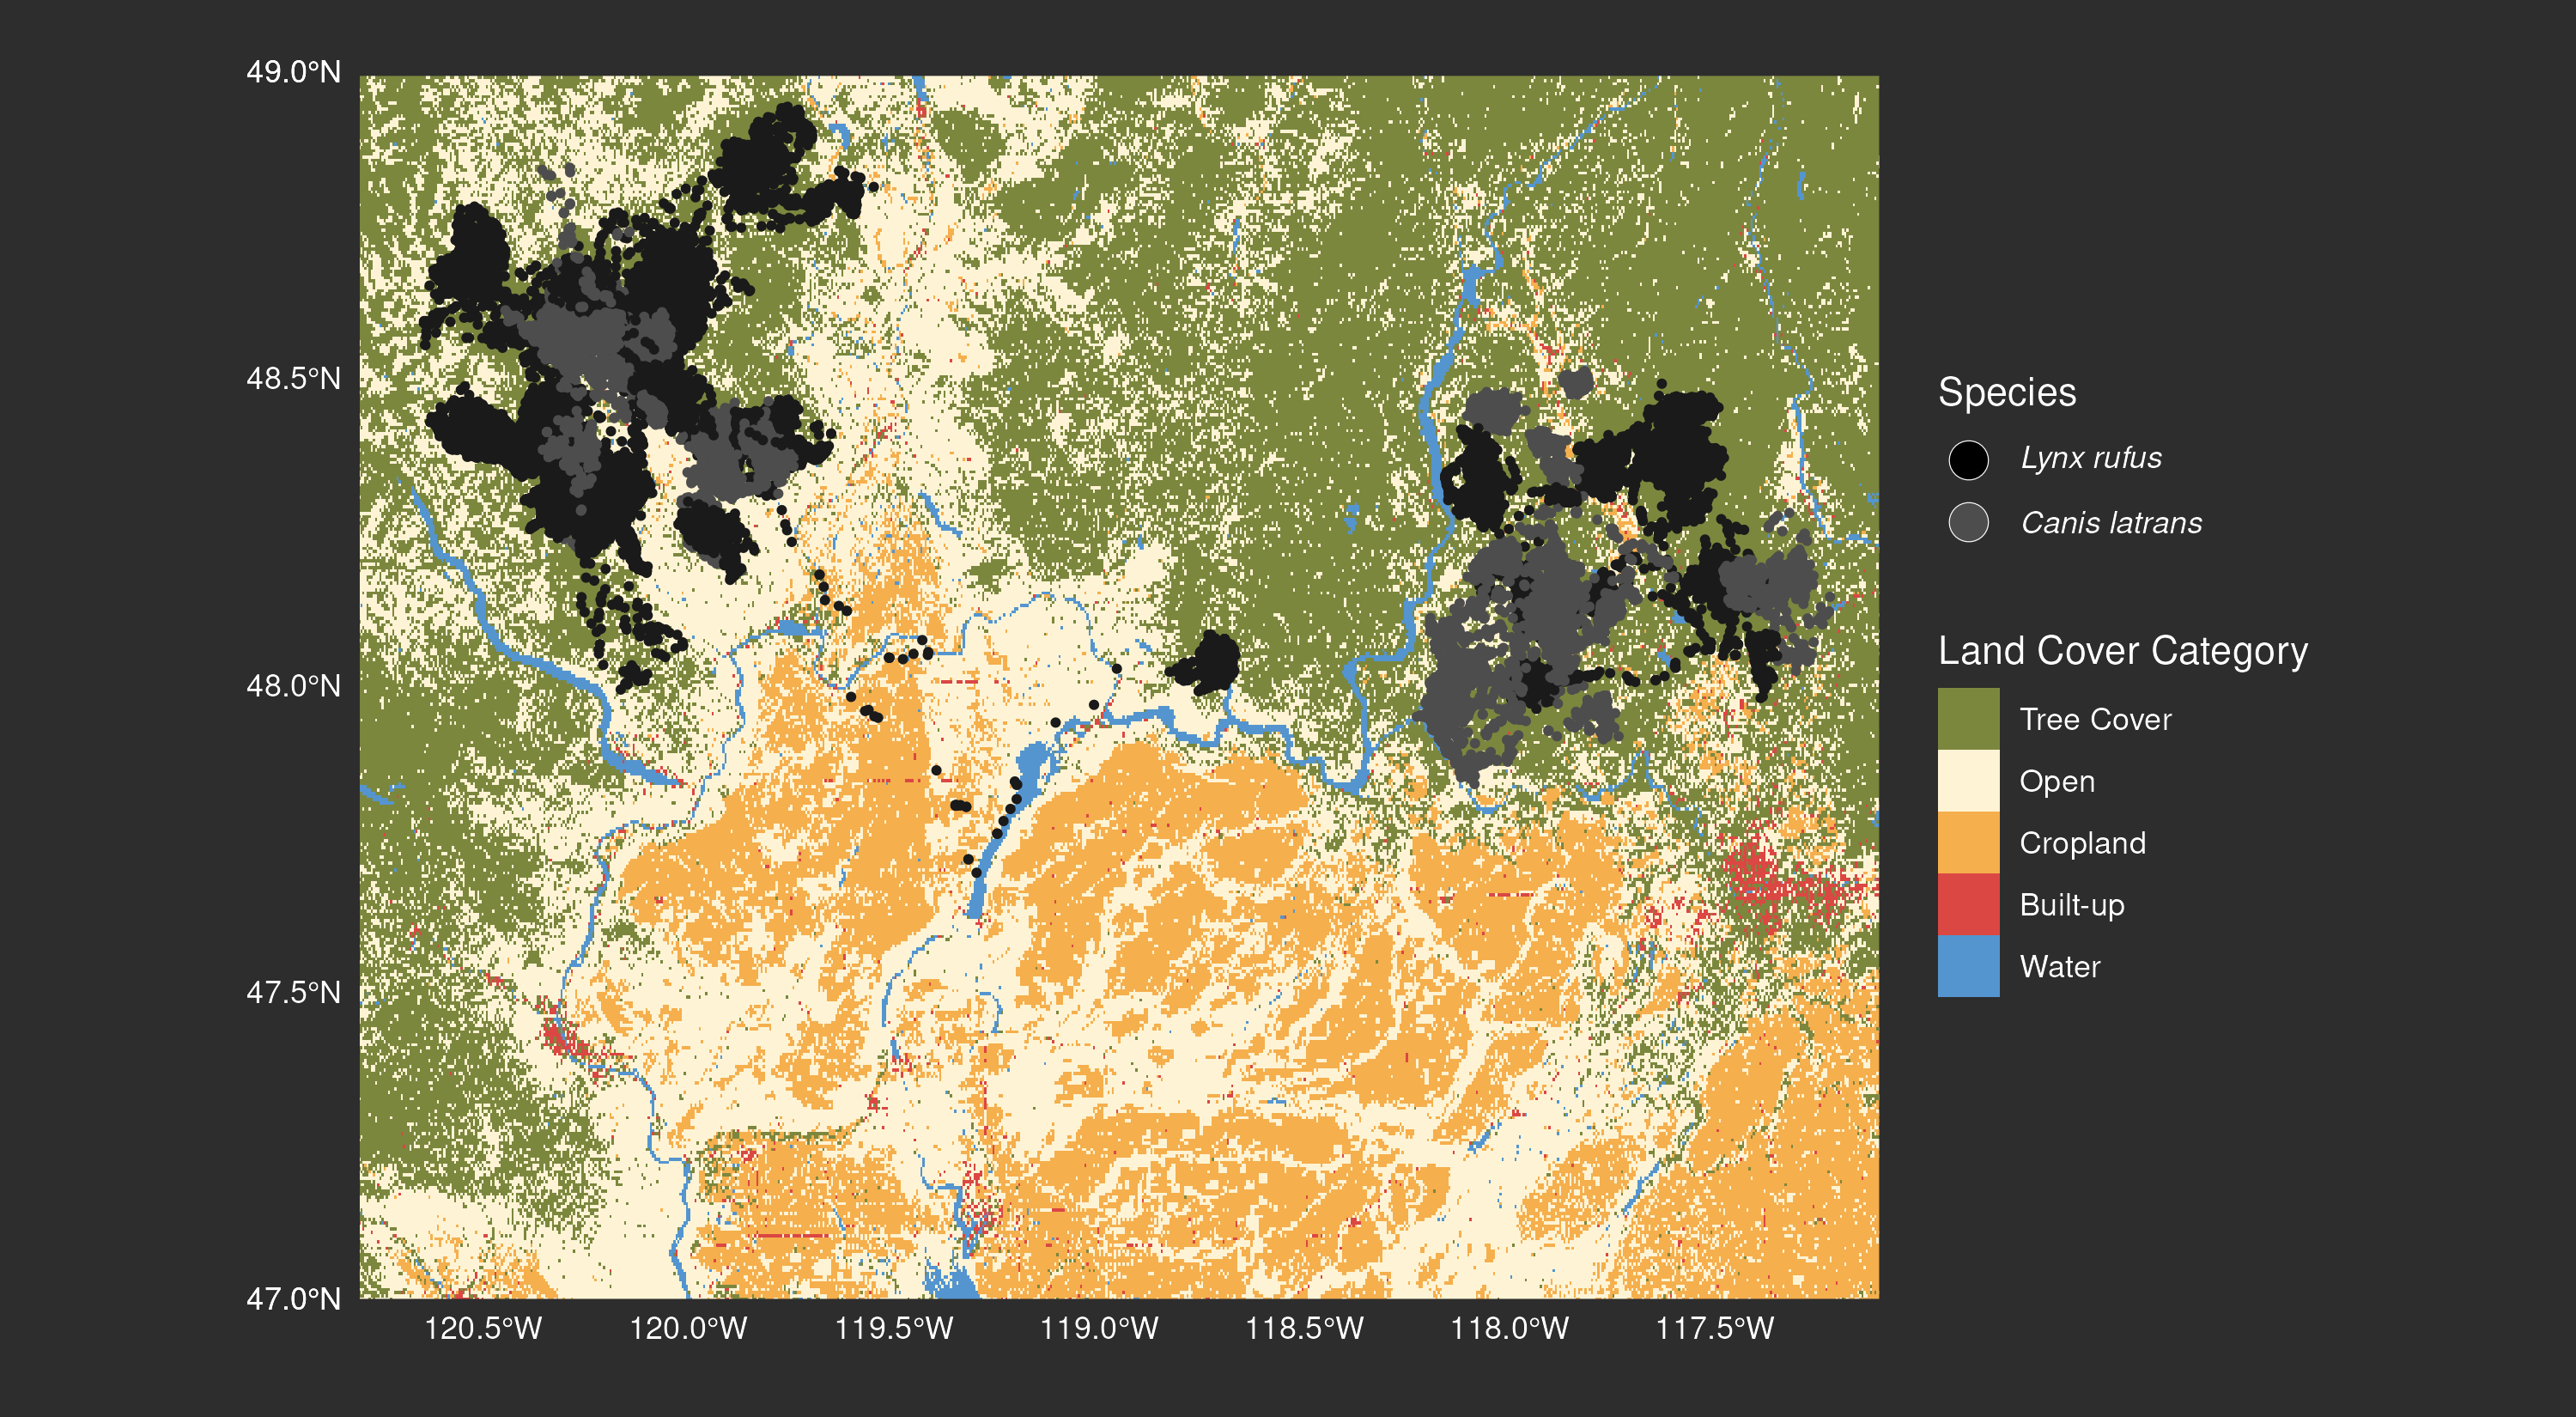 49.0°N
48.5°N
48.0°N
47.5°N
47.0°N
120.5°W
120.0°W
119.5°W
119.0°W
118.5°W
118.0°W
117.5°W
Species
Lynx rufus
Canis latrans
Land Cover Category
Tree Cover
Open
Cropland
Built-up
Water